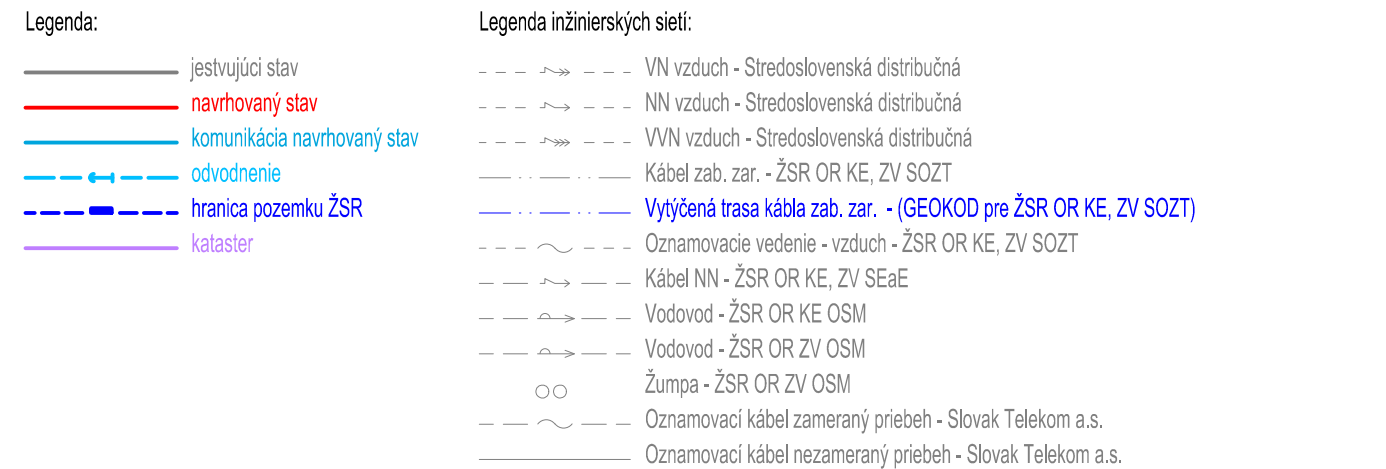 Legenda:
jestvujúci stav
navrhovaný stav
komunikácia navrhovaný stav
odvodnenie
hranica pozemku ŽSR
kataster
Legenda inžinierských sietí:
VN vzduch - Stredoslovenská distribučná
NN vzduch - Stredoslovenská distribučná
VVN vzduch - Stredoslovenská distribučná
Kábel zab. zar. - ŽSR OR KE, ZV SOZT
Vytýčená trasa kábla zab. zar. - (GEOKOD pre ŽSR OR KE, ZV SOZT)
Oznamovacie vedenie - vzduch - ŽSR OR KE, ZV SOZT
Kábel NN - ŽSR OR KE, ZV SEaE
Vodovod - ŽSR OR KE OSM
Vodovod - ŽSR OR ZV OSM
Žumpa - ŽSR OR ZV OSM
Oznamovací kábel zameraný priebeh - Slovak Telekom a.s.
Oznamovací kábel nezameraný priebeh - Slovak Telekom a.s.